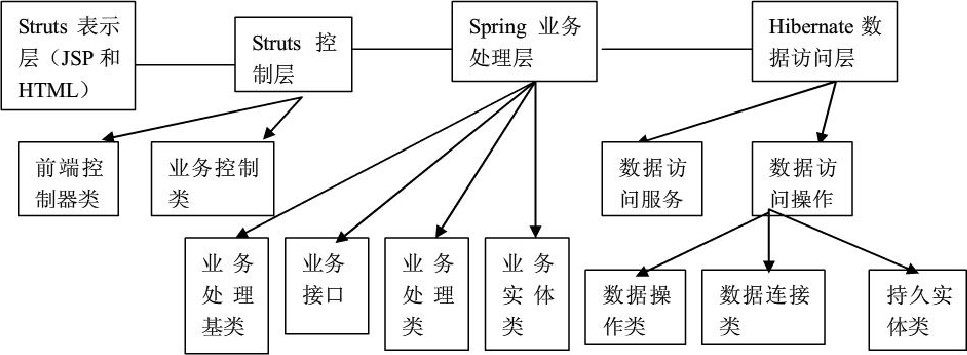 Struts 表示
层（JSP 和
HTML）
Struts 控
制层
Spring 业务
处理层
Hibernate 数
据访问层
前端控
制器类
业务控制
类
数据访
问服务
数据访
问操作
业务
处理
基类
业务
接口
业务
处理
类
业务
实体
类
数据操
作类
数据连接
类
持久实
体类